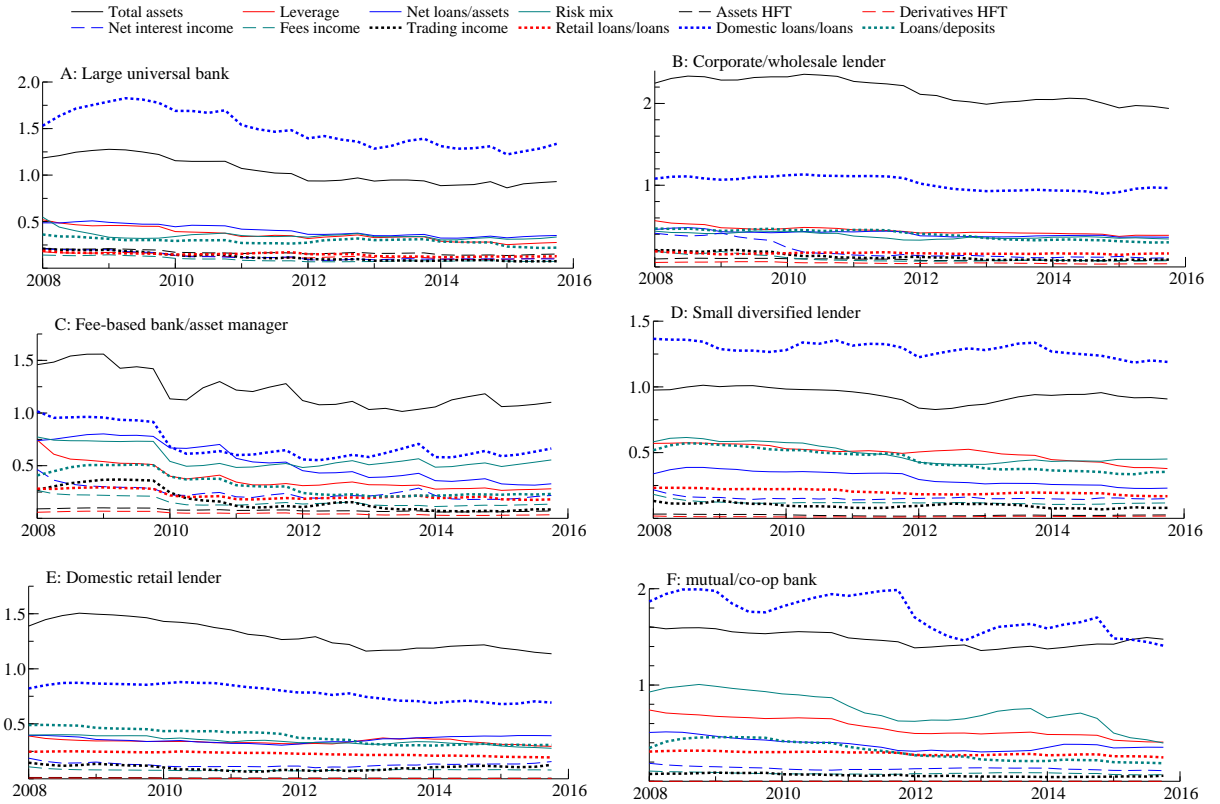 Total assets Leverage Net loans/assets Risk mix Assets HFT Derivatives HFT
Net interest income Fees income Trading income Retail loans/loans Domestic loans/loans Loans/deposits
A: Large universal bank
2.0
1.5
1.0
0.5
2008 2010 2012 2014 2016
B: Corporate/wholesale lender
2
1
2008 2010 2012 2014 2016
C: Fee-based bank/asset manager
1.5
1.0
0.5
2008 2010 2012 2014 2016
D: Small diversified lender
1.5
1.0
0.5
2008 2010 2012 2014 2016
E: Domestic retail lender
1.5
1.0
0.5
2008 2010 2012 2014 2016
F: mutual/co-op bank
2
1
2008 2010 2012 2014 2016